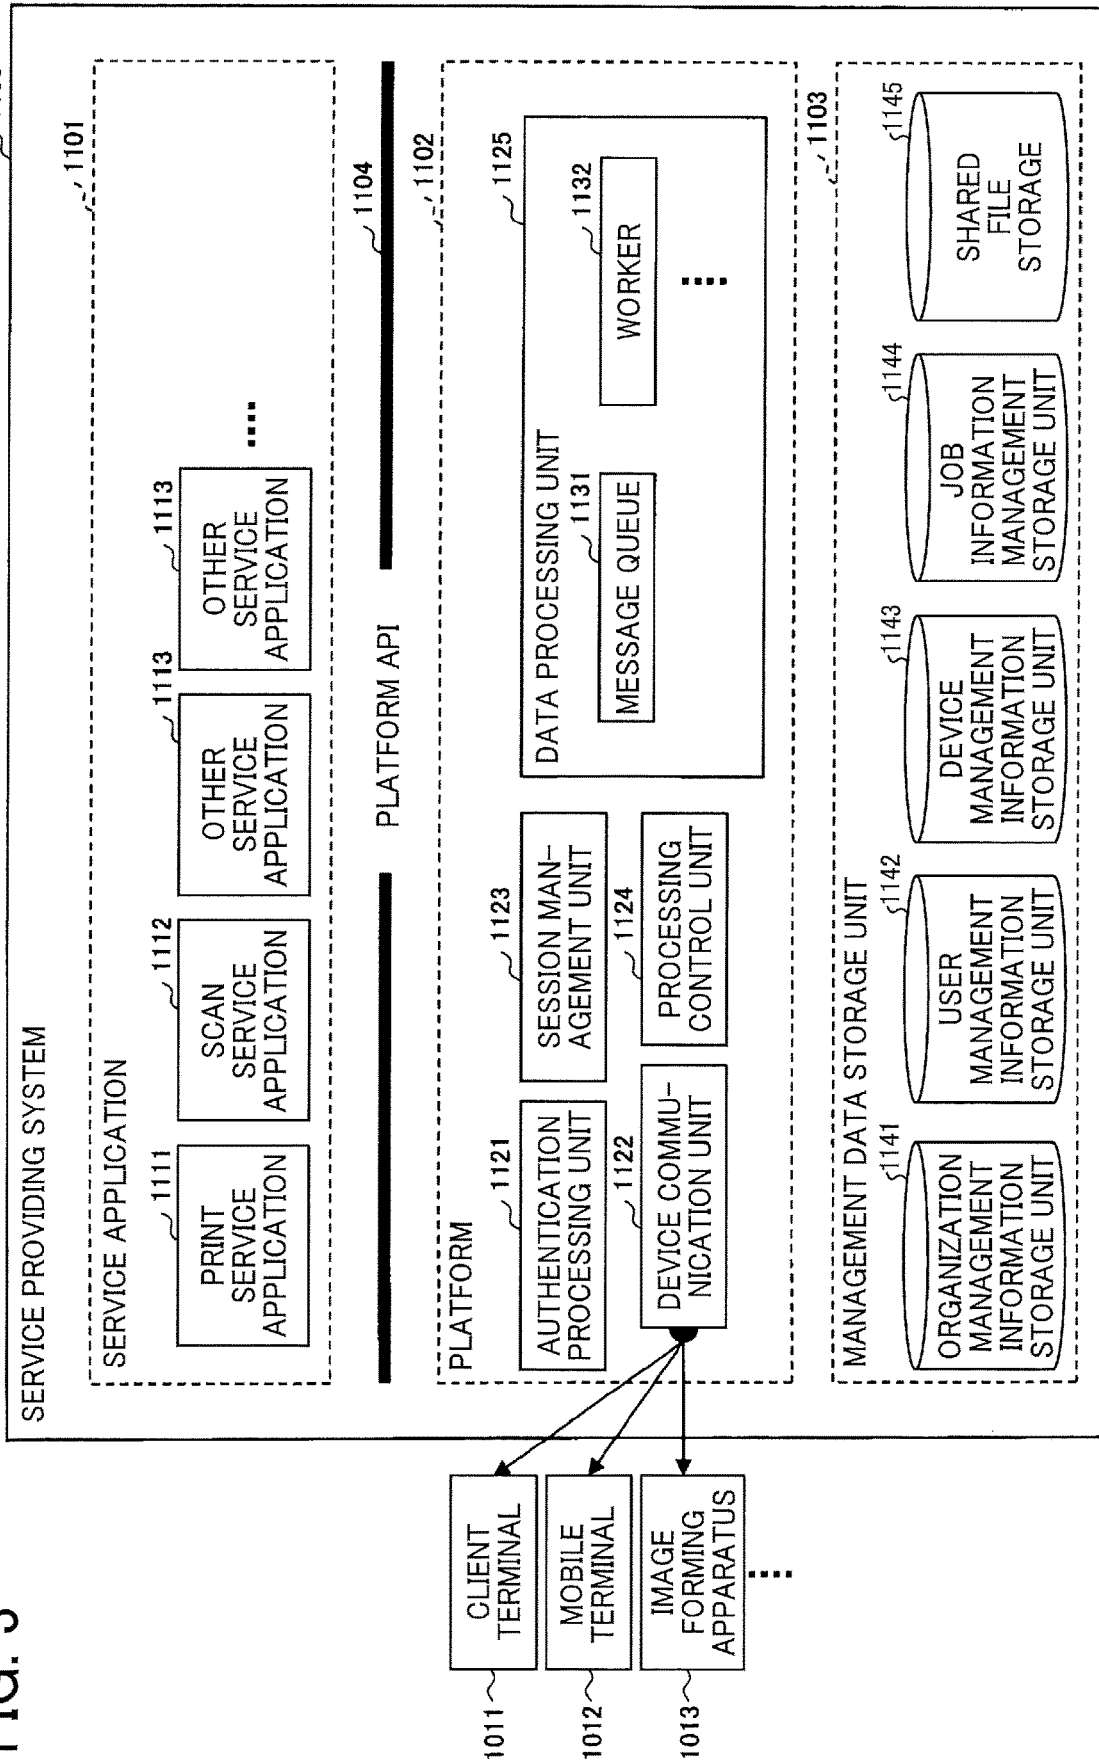 SERVICE PROVIDING SYSTEM
1101
SERVICE APPLICATION
1111
PRINT
SERVICE
APPLICATION
1112
SCAN
SERVICE
APPLICATION
1113
OTHER
SERVICE
APPLICATION
1113
OTHER
SERVICE
APPLICATION
1104
PLATFORM API
1102
PLATFORM
1121
AUTHENTICATION
PROCESSING UNIT
1123
SESSION MAN-
AGEMENT UNIT
1122
DEVICE COMMU-
NICATION UNIT
1124
PROCESSING
CONTROL UNIT
1125
DATA PROCESSING UNIT
1131
MESSAGE QUEUE
1132
WORKER
1103
MANAGEMENT DATA STORAGE UNIT
1141
ORGANIZATION
MANAGEMENT
INFORMATION
STORAGE UNIT
1142
USER
MANAGEMENT
INFORMATION
STORAGE UNIT
1143
DEVICE
MANAGEMENT
INFORMATION
STORAGE UNIT
1144
JOB
INFORMATION
MANAGEMENT
STORAGE UNIT
1145
SHARED
FILE
STORAGE
1011
CLIENT
TERMINAL
1012
MOBILE
TERMINAL
1013
IMAGE
FORMING
APPARATUS